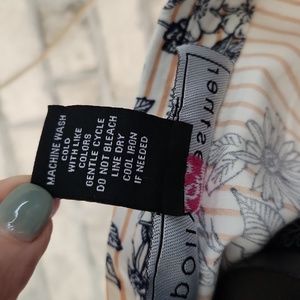 MACHINE WASH
COLD
WITH LIKE
COLORS
GENTLE CYCLE
DO NOT BLEACH
LINE DRY
COOL IRON
IF NEEDED